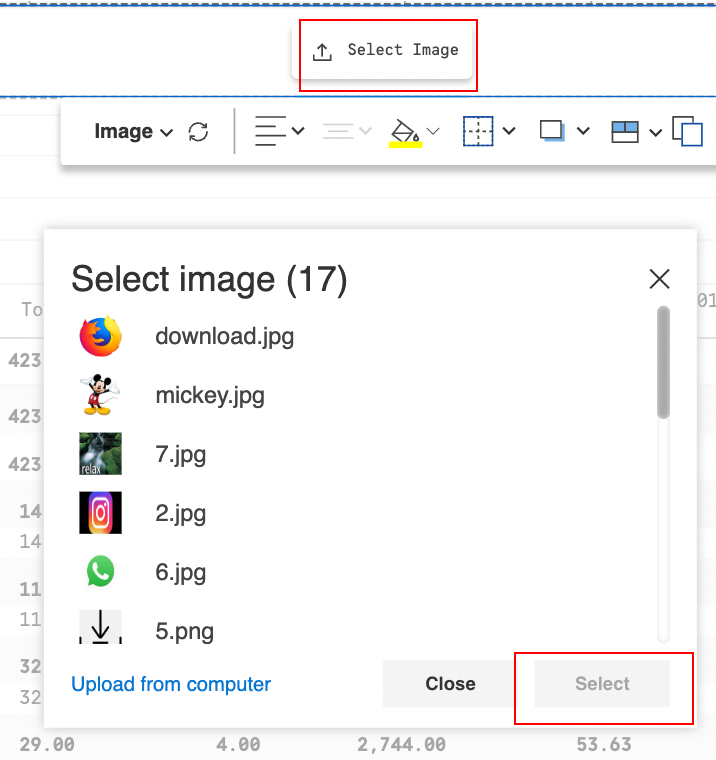 Select Image
Image
Select image (17)
To
01
download.jpg
423
mickey.jpg
423
relax
7.jpg
423
2.jpg
14
14
6.jpg
11
11
5.png
32
Upload from computer
Close
Select
32
29.00 4.00 2,744.00 53.63